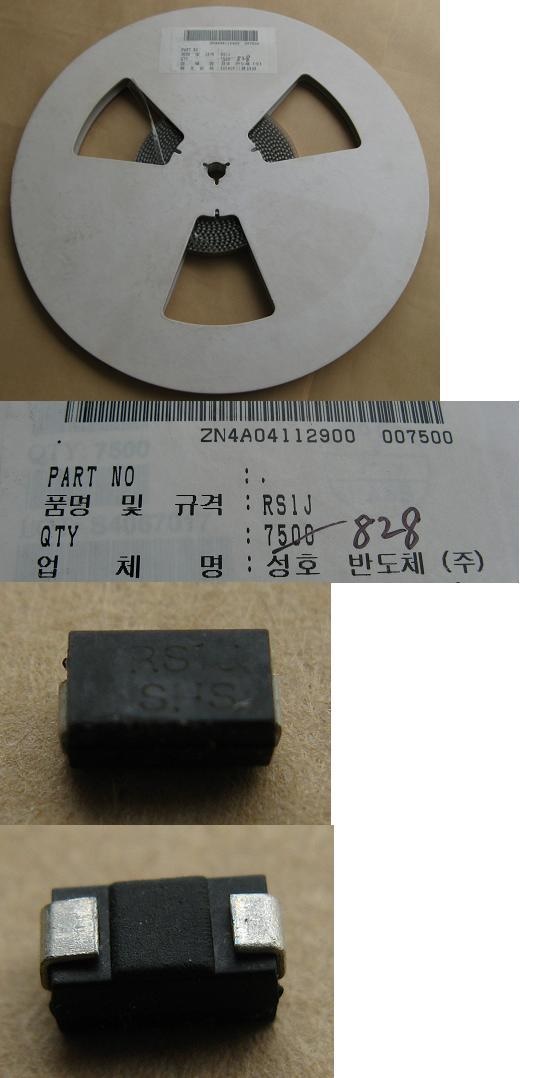 ZN4A04112900 007500
PART NO : .
품명 및 규격 : RS1J
QTY : 7500 828
업 체 명 : 성호 반도체 (주)
RS1J
SHS